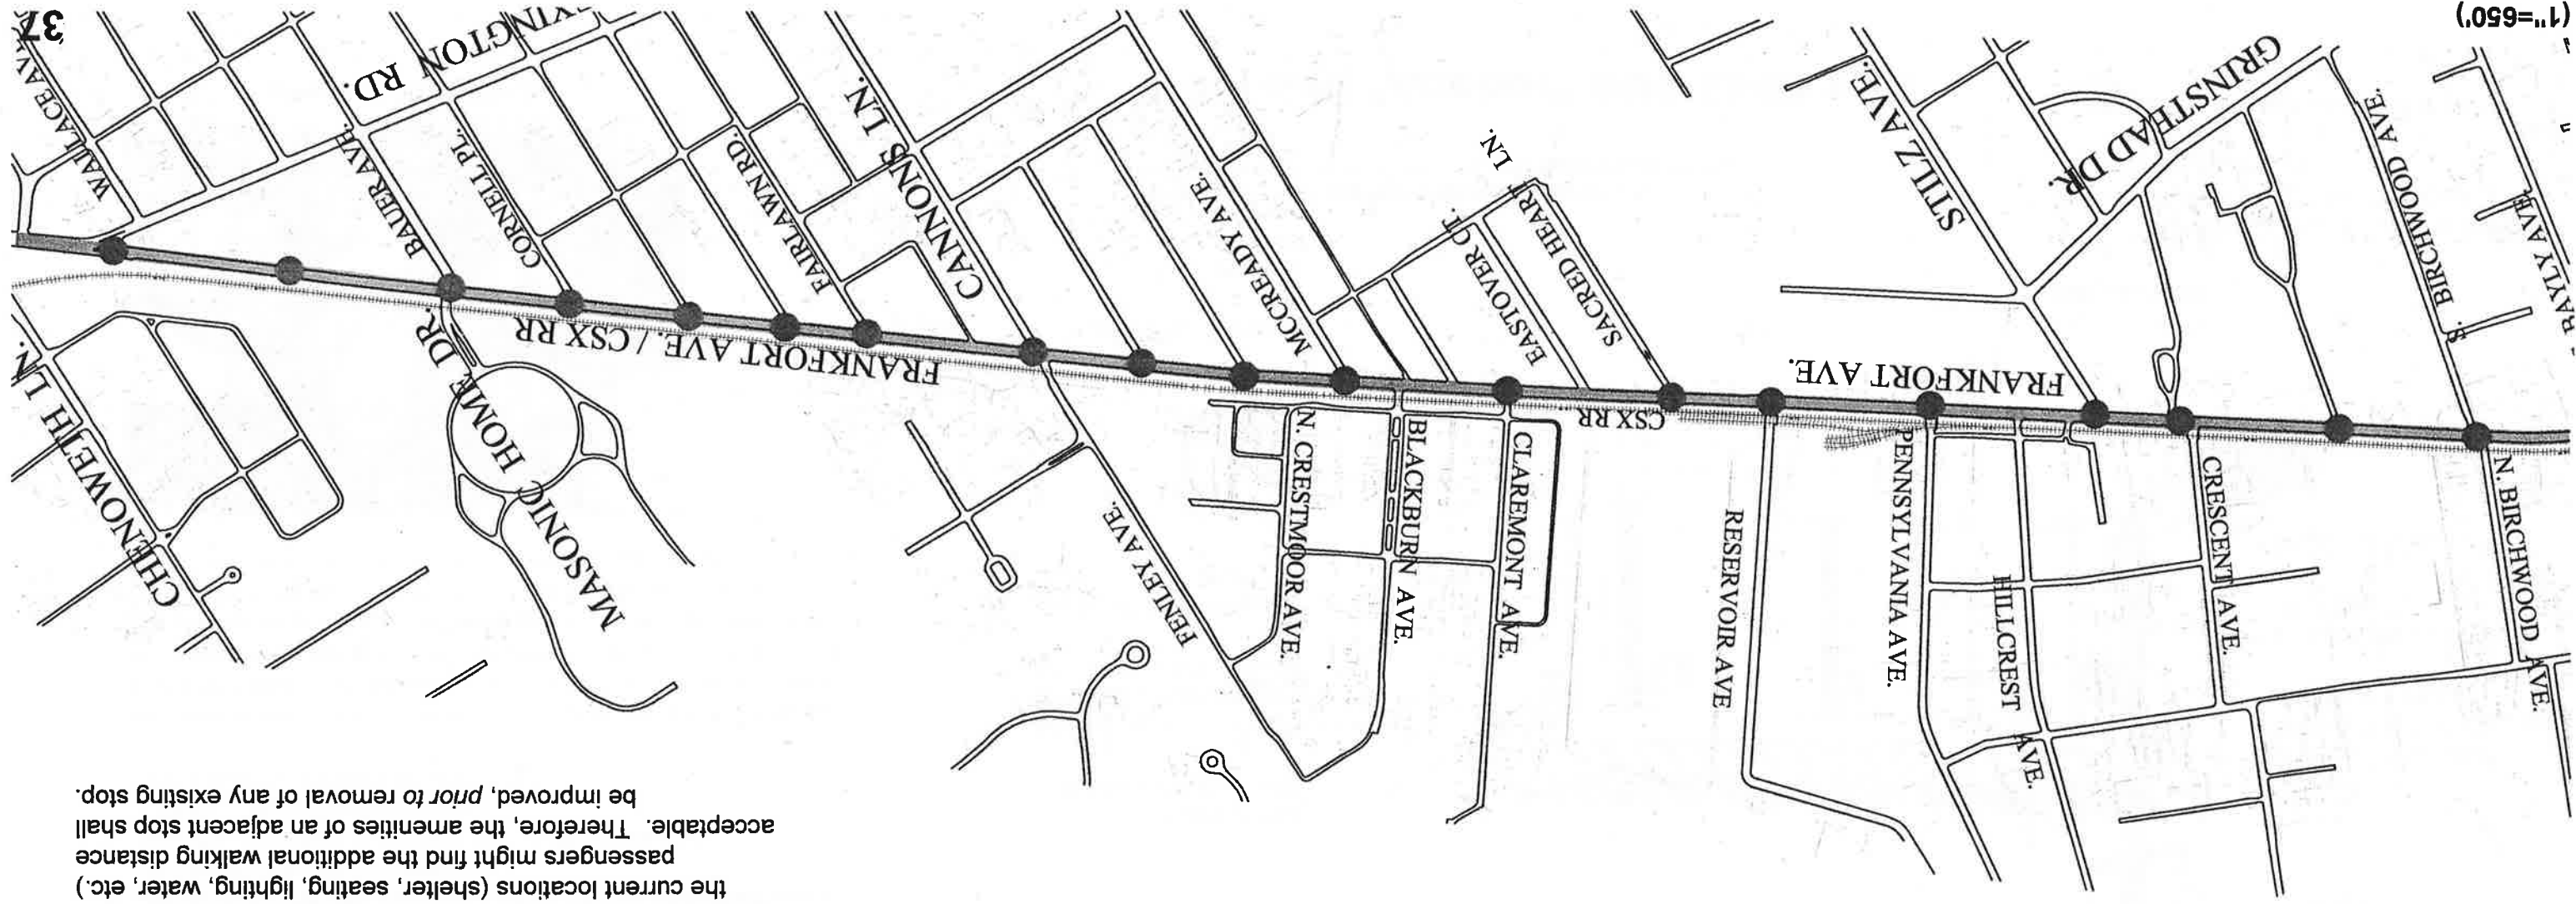 the current locations (shelter, seating, lighting, water, etc.)
passengers might find the additional walking distance
acceptable. Therefore, the amenities of an adjacent stop shall
be improved, prior to removal of any existing stop.
N. BIRCHWOOD AVE.
CRESCENT AVE.
HILLCREST AVE.
PENNSYLVANIA AVE.
RESERVOIR AVE
CLAREMONT AVE.
BLACKBURN AVE.
N. CRESTMOOR AVE.
FENLEY AVE.
MASONIC HOME DR.
CHENOWETH LN.
CSX RR
FRANKFORT AVE.
FRANKFORT AVE. / CSX RR
BAYLY AVE
S. BIRCHWOOD AVE.
GRINSTEAD DR.
STILZ AVE.
SACRED HEART LN.
EASTOVER CT.
MCCREADY AVE.
CANNONS LN.
FAIRLAWN RD.
CORNELL PL.
BAUER AVE.
XINGTON RD.
WALLACE AV
(1"=650')
37